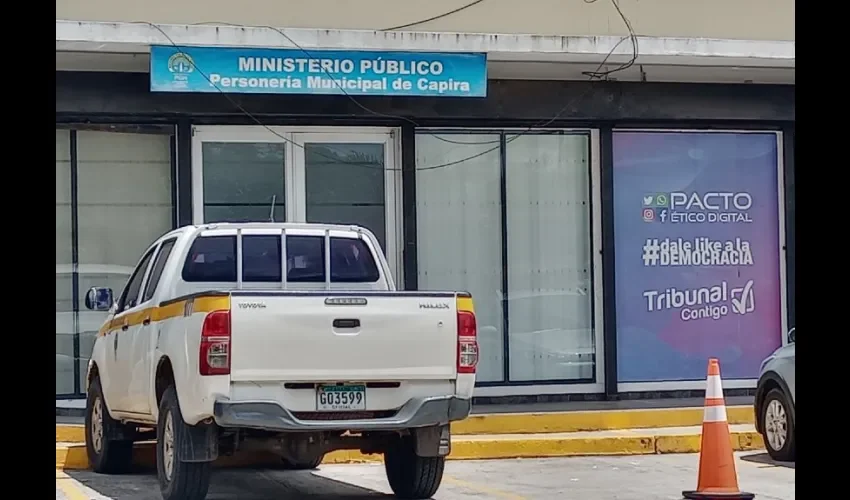 MINISTERIO PÚBLICO
Personería Municipal de Capira
PACTO
ÉTICO DIGITAL
#dale like a la
DEMOCRACIA
Tribunal
Contigo
TOYOTA
HILUX
G03599